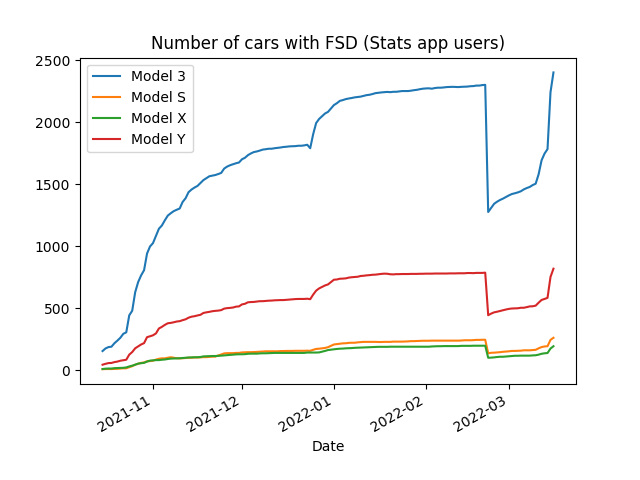 Number of cars with FSD (Stats app users)
2500
2000
1500
1000
500
0
Model 3
Model S
Model X
Model Y
2021-11
2021-12
2022-01
2022-02
2022-03
Date